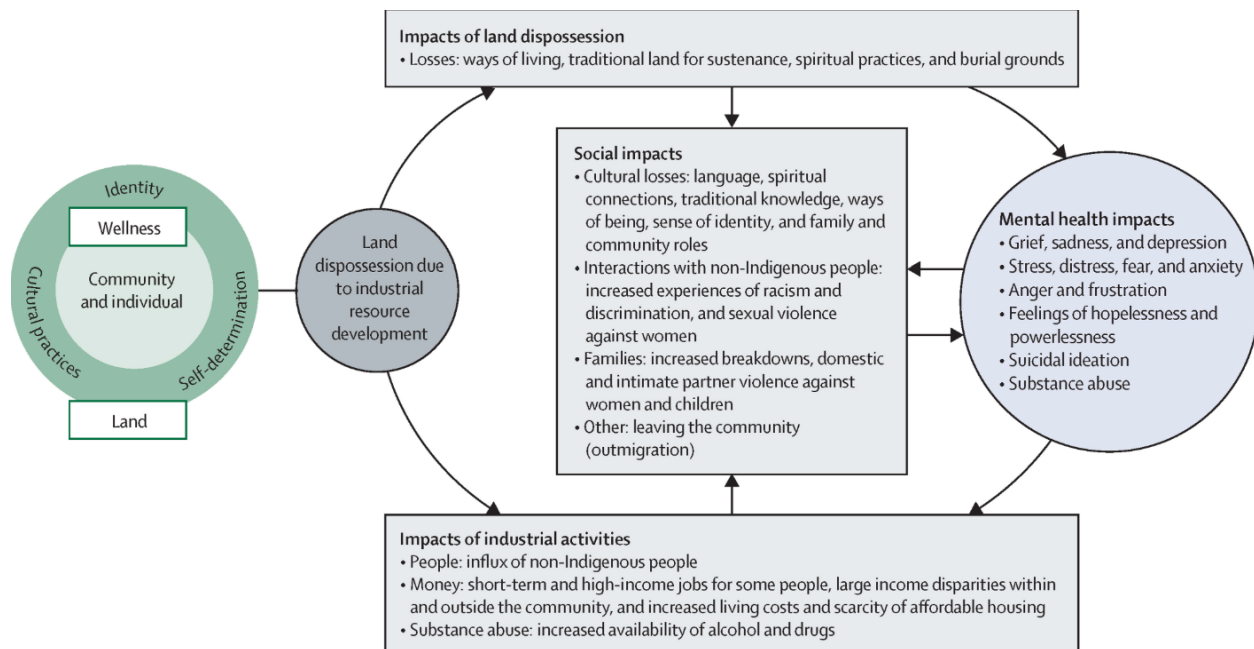 Impacts of land dispossession
• Losses: ways of living, traditional land for sustenance, spiritual practices, and burial grounds
Identity
Wellness
Community
and individual
Cultural practices
Self-determination
Land
Land
dispossession due
to industrial
resource
development
Social impacts
• Cultural losses: language, spiritual
connections, traditional knowledge, ways
of being, sense of identity, and family and
community roles
• Interactions with non-Indigenous people:
increased experiences of racism and
discrimination, and sexual violence
against women
• Families: increased breakdowns, domestic
and intimate partner violence against
women and children
• Other: leaving the community
(outmigration)
Mental health impacts
• Grief, sadness, and depression
• Stress, distress, fear, and anxiety
• Anger and frustration
• Feelings of hopelessness and
powerlessness
• Suicidal ideation
• Substance abuse
Impacts of industrial activities
• People: influx of non-Indigenous people
• Money: short-term and high-income jobs for some people, large income disparities within
and outside the community, and increased living costs and scarcity of affordable housing
• Substance abuse: increased availability of alcohol and drugs